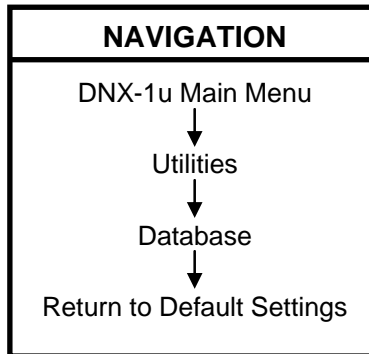 NAVIGATION
DNX-1u Main Menu
Utilities
Database
Return to Default Settings